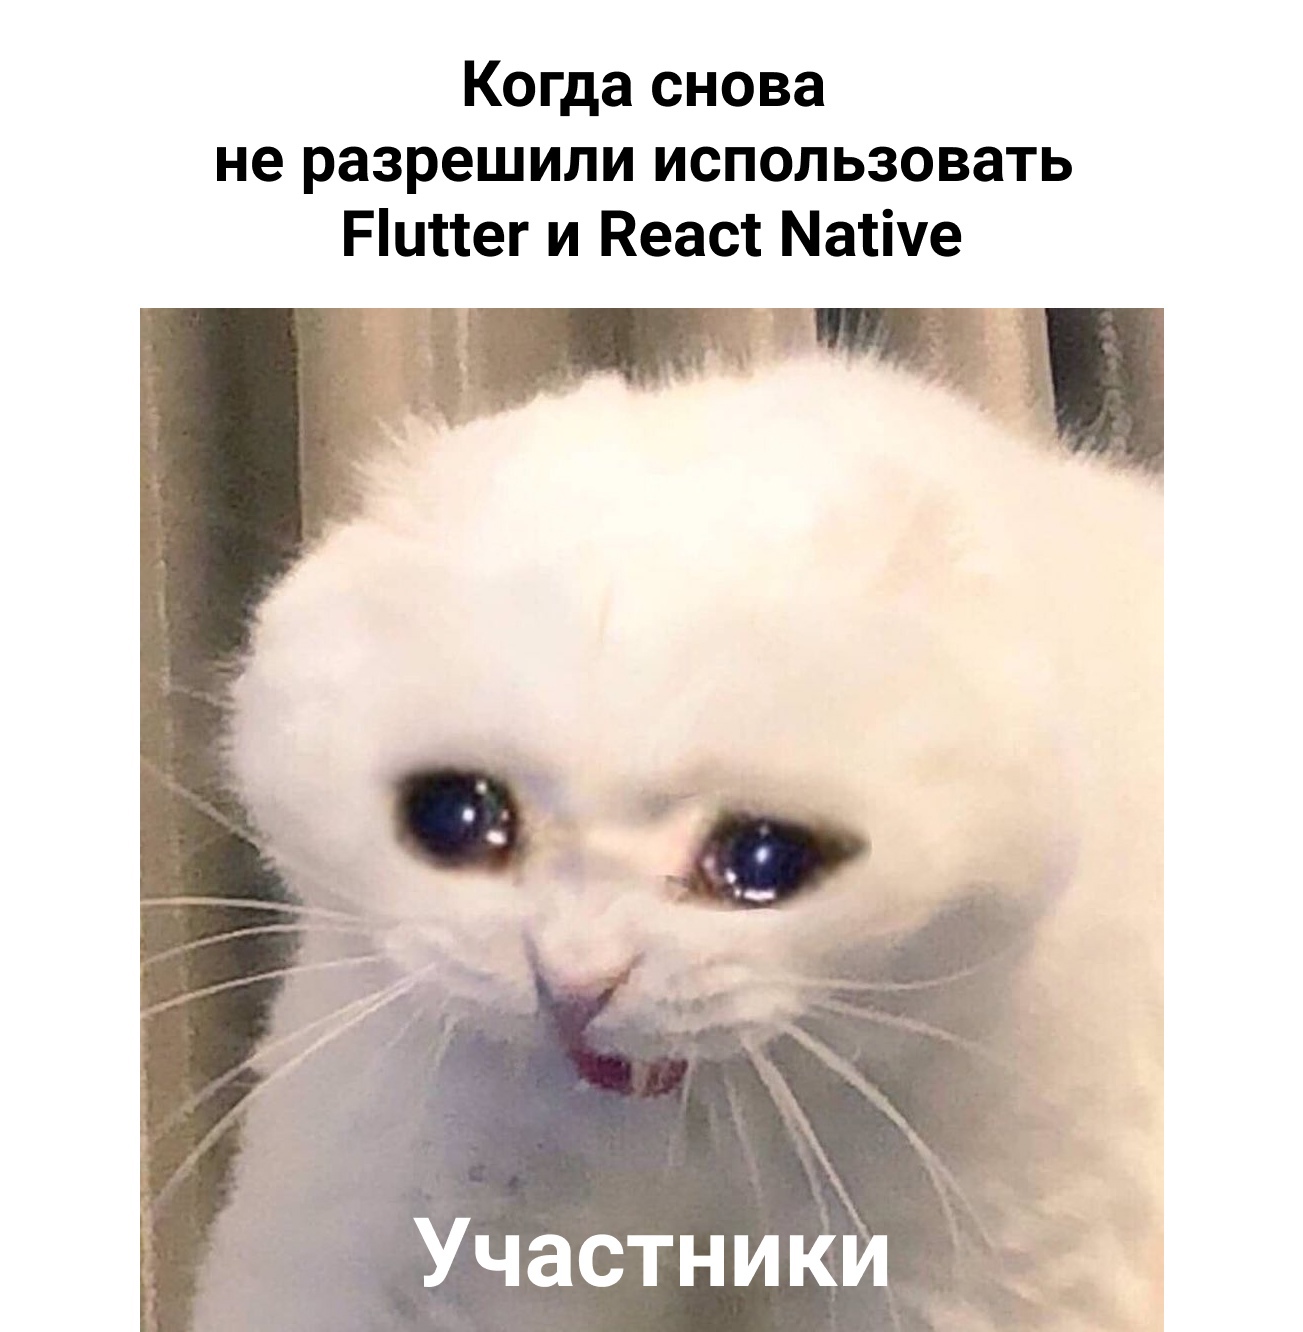 Когда снова
не разрешили использовать
Flutter и React Native
Участники